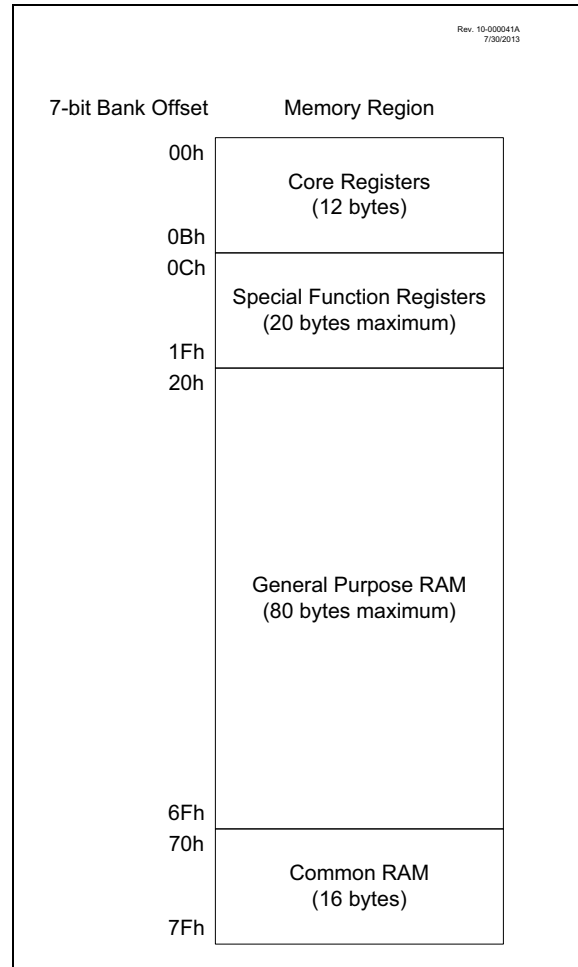 Rev. 10-000041A
7/30/2013
7-bit Bank Offset
Memory Region
00h
Core Registers
(12 bytes)
0Bh
0Ch
Special Function Registers
(20 bytes maximum)
1Fh
20h
General Purpose RAM
(80 bytes maximum)
6Fh
70h
Common RAM
(16 bytes)
7Fh